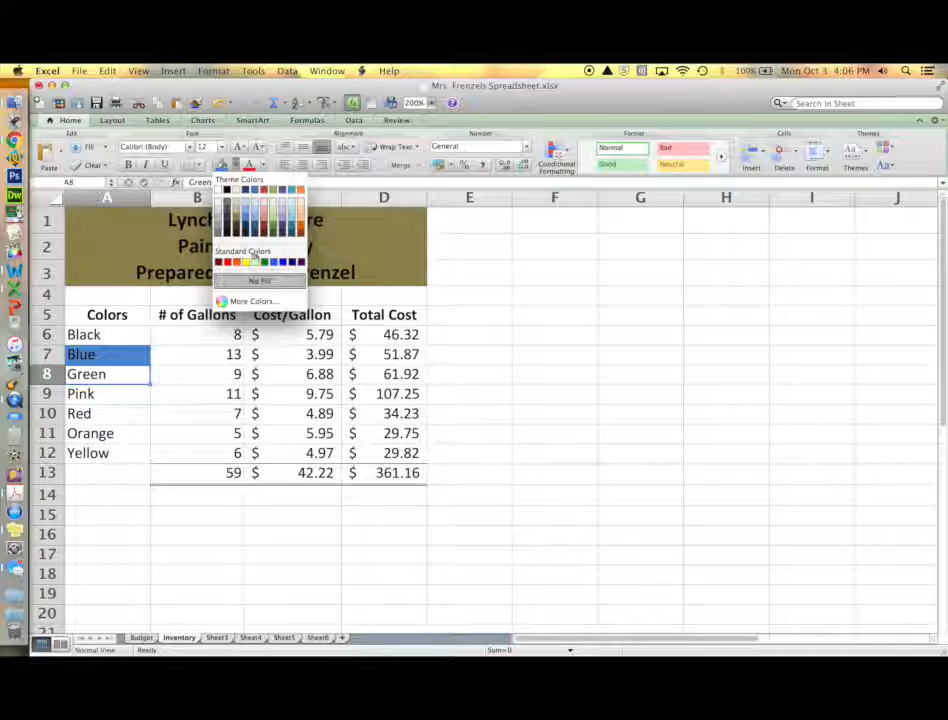 Excel File Edit View Insert Format Tools Data Window Help
100% Mon Oct 3 4:06 PM
Mrs. Frenzels Spreadsheet.xlsx
200% Search in Sheet
Home Layout Tables Charts SmartArt Formulas Data Review
Edit Font Alignment Number Format Cells Themes
Fill Calibri (Body) 12 abc Wrap Text General Normal Bad
Paste Clear B I U Merge % Conditional Formatting Good Neutral Insert Delete Format Themes Aa
A8 Green
Theme Colors
Standard Colors
No Fill
More Colors...
A B D E F G H I J
1 Lynch re
2 Pain y
3 Prepare enzel
4
5 Colors # of Gallons Cost/Gallon Total Cost
6 Black 8 $ 5.79 $ 46.32
7 Blue 13 $ 3.99 $ 51.87
8 Green 9 $ 6.88 $ 61.92
9 Pink 11 $ 9.75 $ 107.25
10 Red 7 $ 4.89 $ 34.23
11 Orange 5 $ 5.95 $ 29.75
12 Yellow 6 $ 4.97 $ 29.82
13 59 $ 42.22 $ 361.16
14
15
16
17
18
19
20
21
Budget Inventory Sheet3 Sheet4 Sheet5 Sheet6 +
Normal View Ready Sum=0